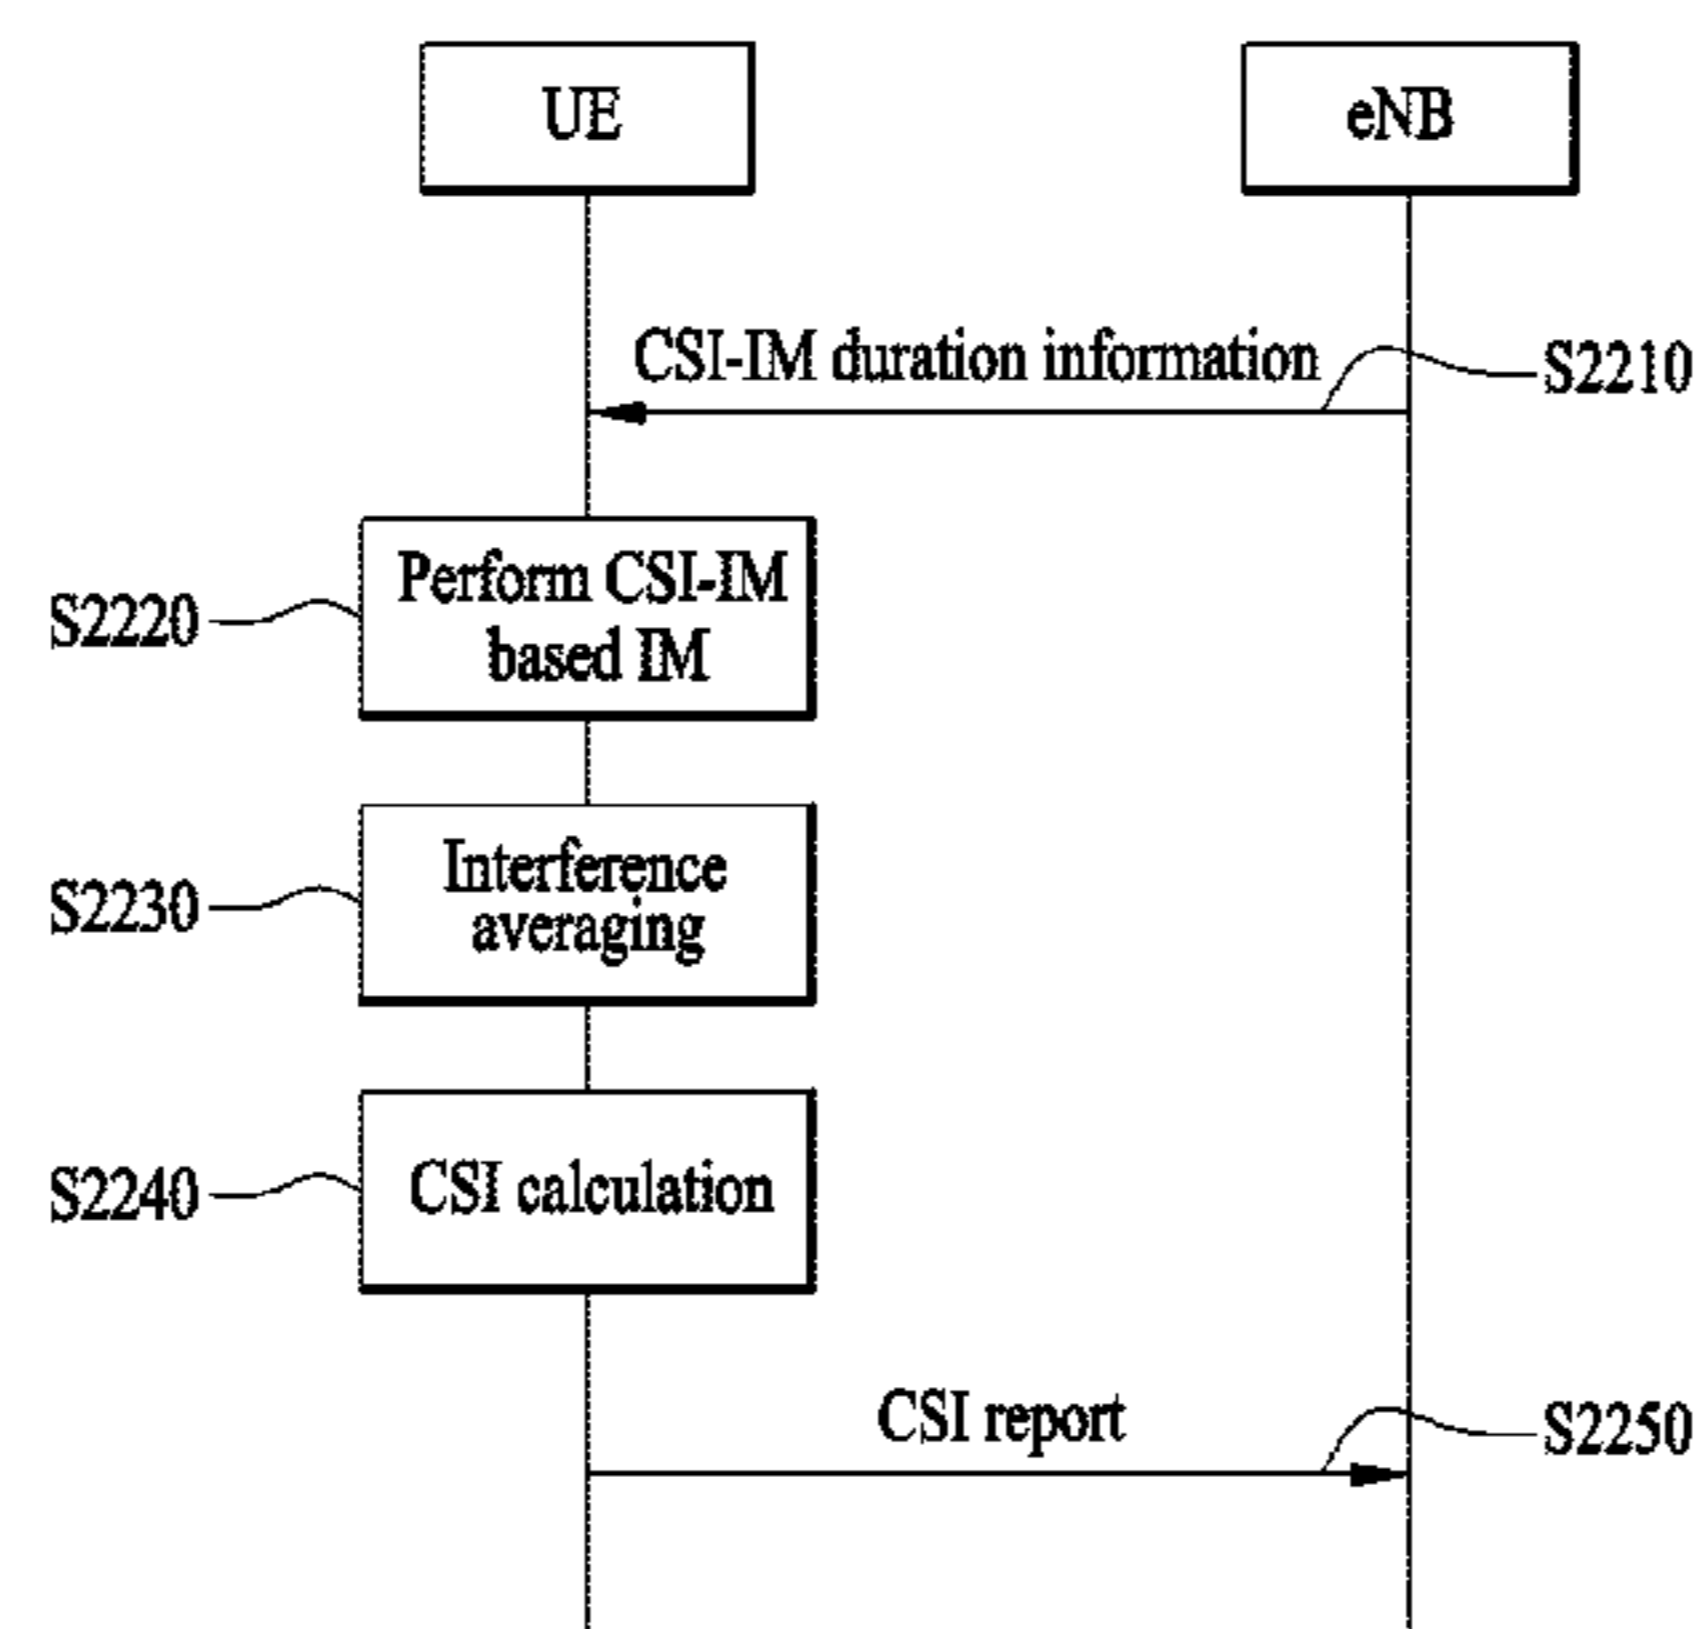 UE
eNB
CSI-IM duration information
S2210
Perform CSI-IM
based IM
S2220
Interference
averaging
S2230
CSI calculation
S2240
CSI report
S2250